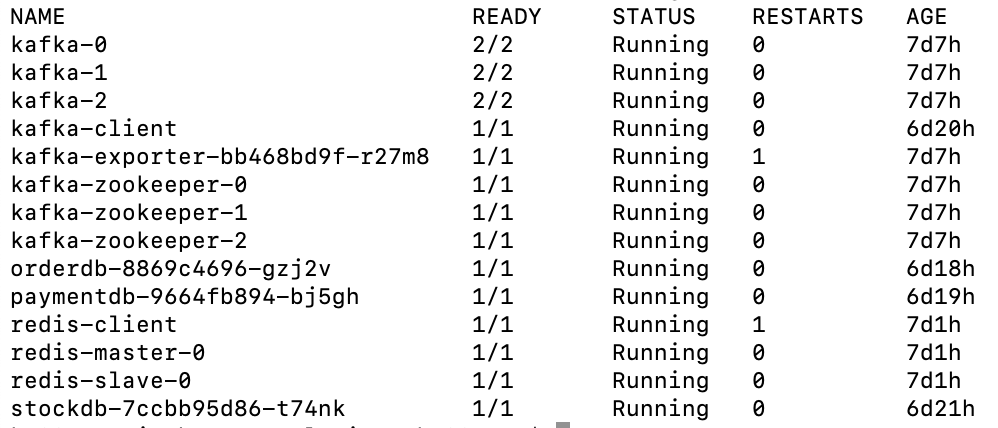 NAME READY STATUS RESTARTS AGE
kafka-0 2/2 Running 0 7d7h
kafka-1 2/2 Running 0 7d7h
kafka-2 2/2 Running 0 7d7h
kafka-client 1/1 Running 0 6d20h
kafka-exporter-bb468bd9f-r27m8 1/1 Running 1 7d7h
kafka-zookeeper-0 1/1 Running 0 7d7h
kafka-zookeeper-1 1/1 Running 0 7d7h
kafka-zookeeper-2 1/1 Running 0 7d7h
orderdb-8869c4696-gzj2v 1/1 Running 0 6d18h
paymentdb-9664fb894-bj5gh 1/1 Running 0 6d19h
redis-client 1/1 Running 1 7d1h
redis-master-0 1/1 Running 0 7d1h
redis-slave-0 1/1 Running 0 7d1h
stockdb-7ccbb95d86-t74nk 1/1 Running 0 6d21h